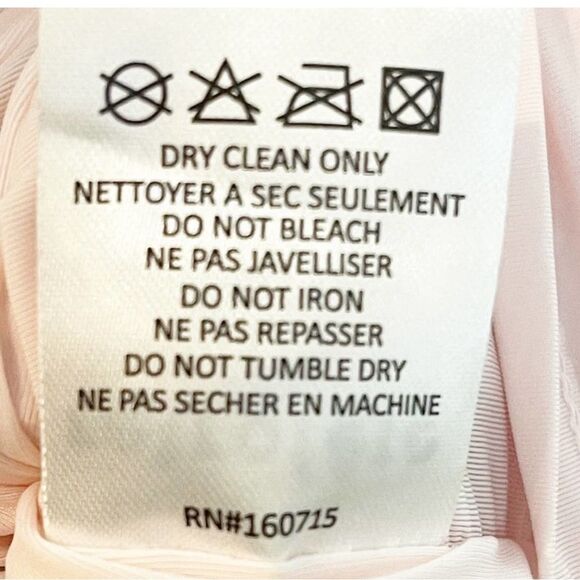 DRY CLEAN ONLY
NETTOYER A SEC SEULEMENT
DO NOT BLEACH
NE PAS JAVELLISER
DO NOT IRON
NE PAS REPASSER
DO NOT TUMBLE DRY
NE PAS SECHER EN MACHINE
RN#160715